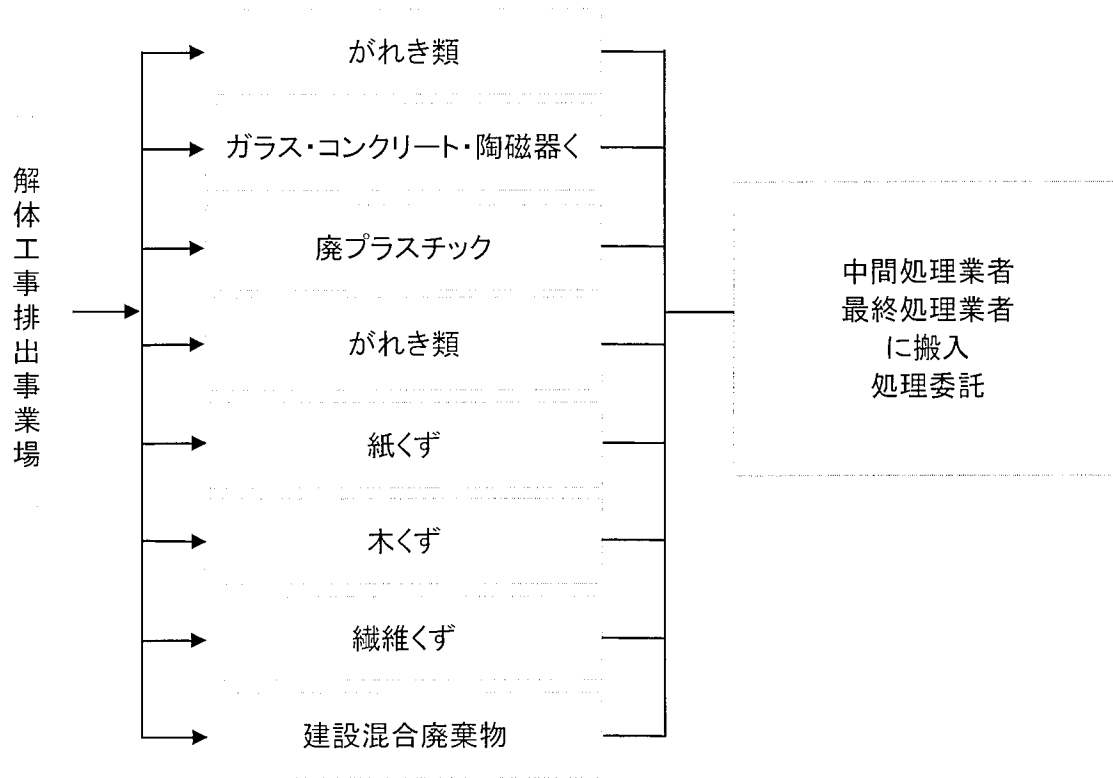 解体工事排出事業場
がれき類
ガラス・コンクリート・陶磁器く
廃プラスチック
がれき類
紙くず
木くず
繊維くず
建設混合廃棄物
中間処理業者
最終処理業者
に搬入
処理委託